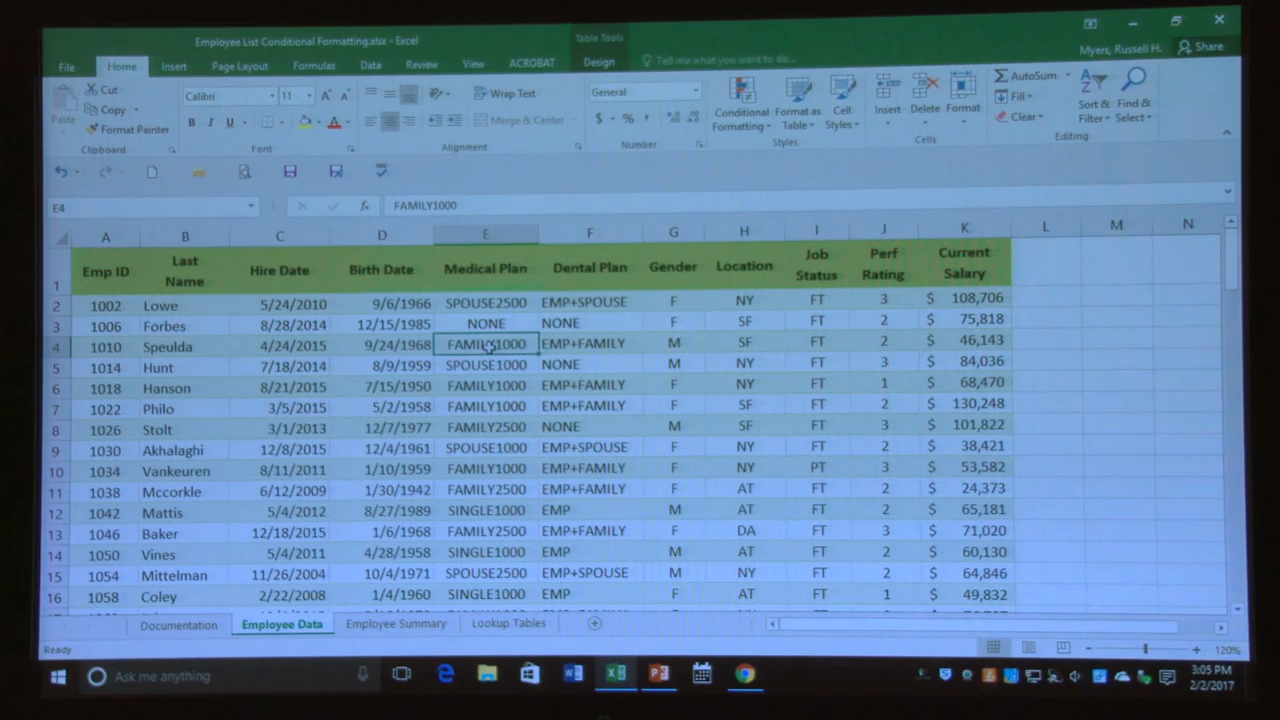 Employee List Conditional Formatting.xlsx - Excel
Table Tools
Myers, Russell H.
Share
File Home Insert Page Layout Formulas Data Review View ACROBAT Design Tell me what you want to do...
Paste
Cut
Copy
Format Painter
Clipboard
Calibri 11
B I U
Font
Wrap Text
Merge & Center
Alignment
General
$ % ,
Number
Conditional Formatting
Format as Table
Cell Styles
Styles
Insert Delete Format
Cells
AutoSum
Fill
Clear
Sort & Filter
Find & Select
Editing
E4 fx FAMILY1000
A B C D E F G H I J K L M N
1 Emp ID Last Name Hire Date Birth Date Medical Plan Dental Plan Gender Location Job Status Perf Rating Current Salary
2 1002 Lowe 5/24/2010 9/6/1966 SPOUSE2500 EMP+SPOUSE F NY FT 3 $ 108,706
3 1006 Forbes 8/28/2014 12/15/1985 NONE NONE F SF FT 2 $ 75,818
4 1010 Speulda 4/24/2015 9/24/1968 FAMILY1000 EMP+FAMILY M SF FT 2 $ 46,143
5 1014 Hunt 7/18/2014 8/9/1959 SPOUSE1000 NONE M NY FT 3 $ 84,036
6 1018 Hanson 8/21/2015 7/15/1950 FAMILY1000 EMP+FAMILY F NY FT 1 $ 68,470
7 1022 Philo 3/5/2015 5/2/1958 FAMILY1000 EMP+FAMILY F SF FT 2 $ 130,248
8 1026 Stolt 3/1/2013 12/7/1977 FAMILY2500 NONE M SF FT 3 $ 101,822
9 1030 Akhalaghi 12/8/2015 12/4/1961 SPOUSE1000 EMP+SPOUSE F NY FT 2 $ 38,421
10 1034 Vankeuren 8/11/2011 1/10/1959 FAMILY1000 EMP+FAMILY F NY PT 3 $ 53,582
11 1038 Mccorkle 6/12/2009 1/30/1942 FAMILY2500 EMP+FAMILY F AT FT 2 $ 24,373
12 1042 Mattis 5/4/2012 8/27/1989 SINGLE1000 EMP M AT FT 2 $ 65,181
13 1046 Baker 12/18/2015 1/6/1968 FAMILY2500 EMP+FAMILY F DA FT 3 $ 71,020
14 1050 Vines 5/4/2011 4/28/1958 SINGLE1000 EMP M AT FT 2 $ 60,130
15 1054 Mittelman 11/26/2004 10/4/1971 SPOUSE2500 EMP+SPOUSE M NY FT 2 $ 64,846
16 1058 Coley 2/22/2008 1/4/1960 SINGLE1000 EMP F AT FT 1 $ 49,832
Documentation Employee Data Employee Summary Lookup Tables
Ready 120%
Ask me anything
3:05 PM
2/2/2017